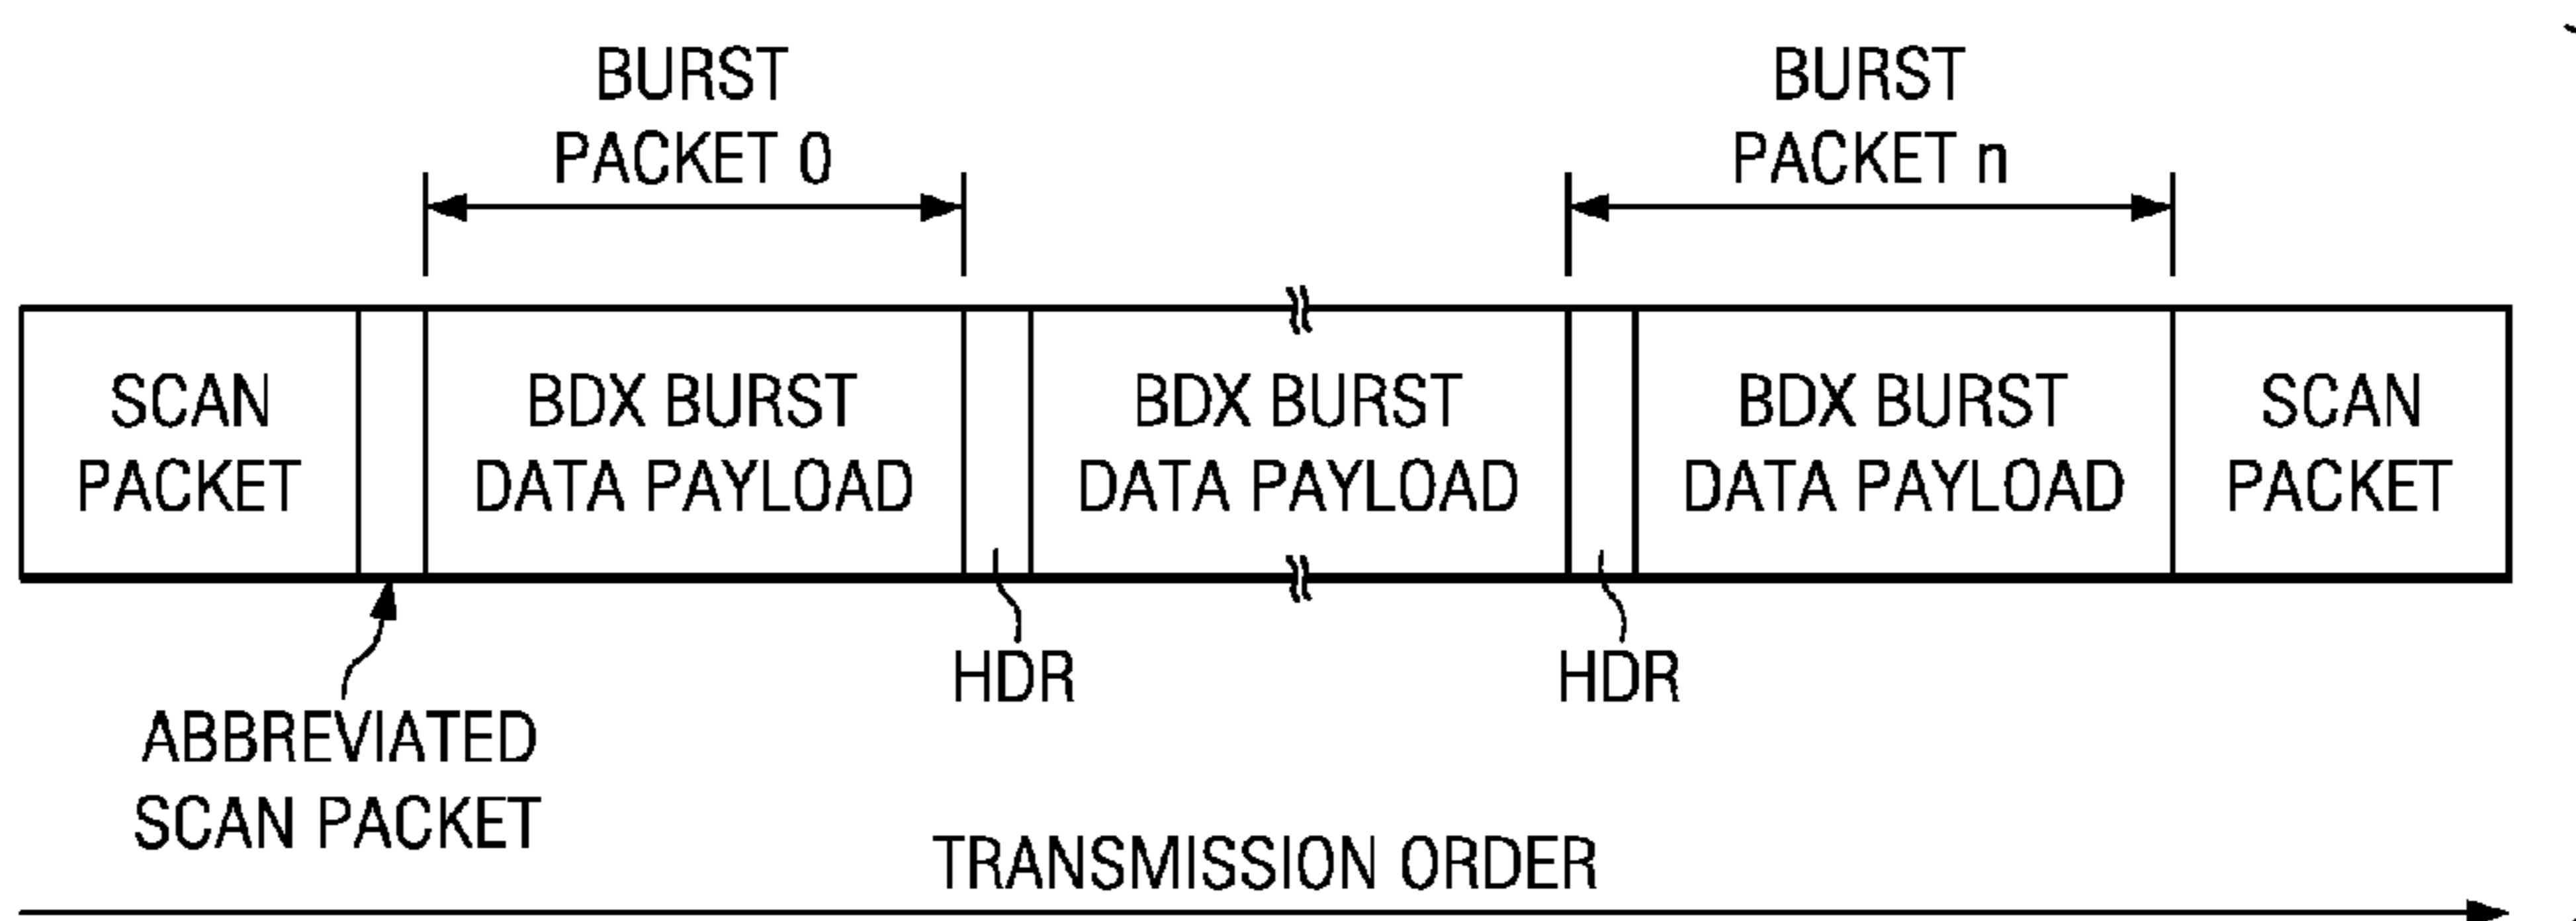 BURST
PACKET 0
BURST
PACKET n
SCAN
PACKET
BDX BURST
DATA PAYLOAD
BDX BURST
DATA PAYLOAD
BDX BURST
DATA PAYLOAD
SCAN
PACKET
HDR
HDR
ABBREVIATED
SCAN PACKET
TRANSMISSION ORDER